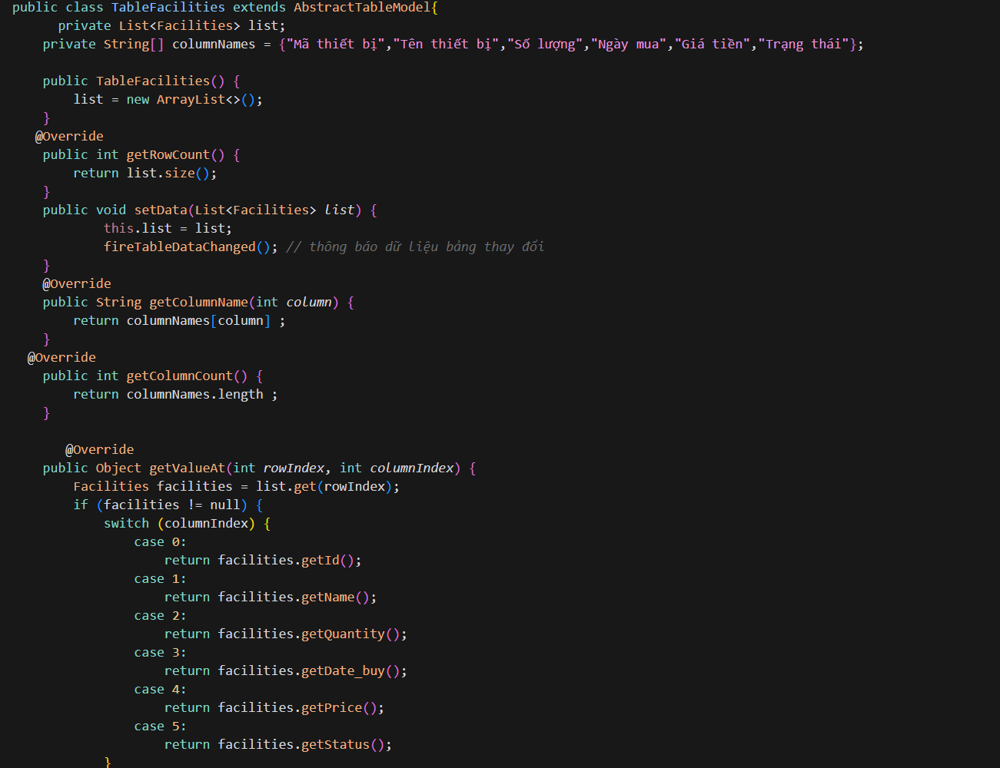 public class TableFacilities extends AbstractTableModel{
private List<Facilities> list;
private String[] columnNames = {"Mã thiết bị","Tên thiết bị","Số lượng","Ngày mua","Giá tiền","Trạng thái"};
public TableFacilities() {
list = new ArrayList<>();
}
@Override
public int getRowCount() {
return list.size();
}
public void setData(List<Facilities> list) {
this.list = list;
fireTableDataChanged(); // thông báo dữ liệu bảng thay đổi
}
@Override
public String getColumnName(int column) {
return columnNames[column] ;
}
@Override
public int getColumnCount() {
return columnNames.length ;
}
@Override
public Object getValueAt(int rowIndex, int columnIndex) {
Facilities facilities = list.get(rowIndex);
if (facilities != null) {
switch (columnIndex) {
case 0:
return facilities.getId();
case 1:
return facilities.getName();
case 2:
return facilities.getQuantity();
case 3:
return facilities.getDate_buy();
case 4:
return facilities.getPrice();
case 5:
return facilities.getStatus();
}